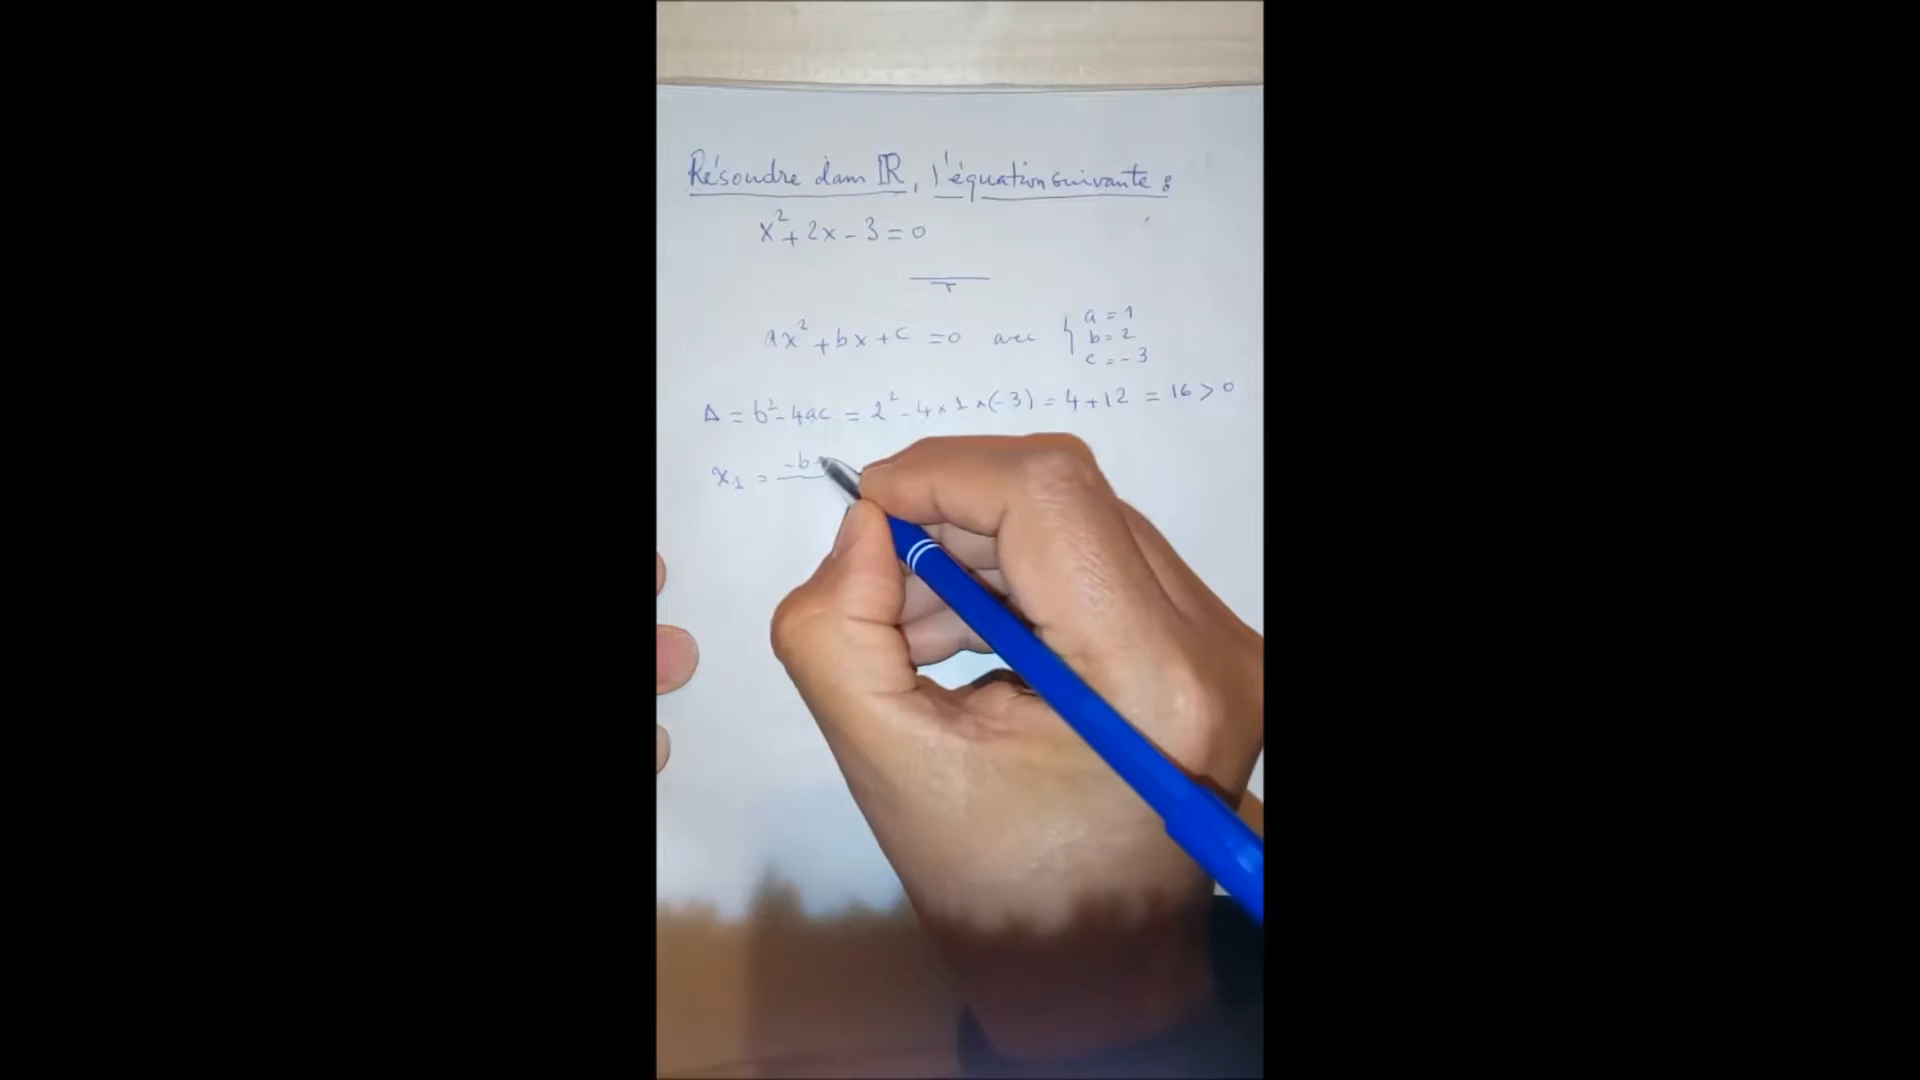 Résoudre dans ℝ, l'équation suivante :
x² + 2x - 3 = 0
ax² + bx + c = 0 avec { a = 1
b = 2
c = -3
Δ = b² - 4ac = 2² - 4 × 1 × (-3) = 4 + 12 = 16 > 0
x₁ = -b